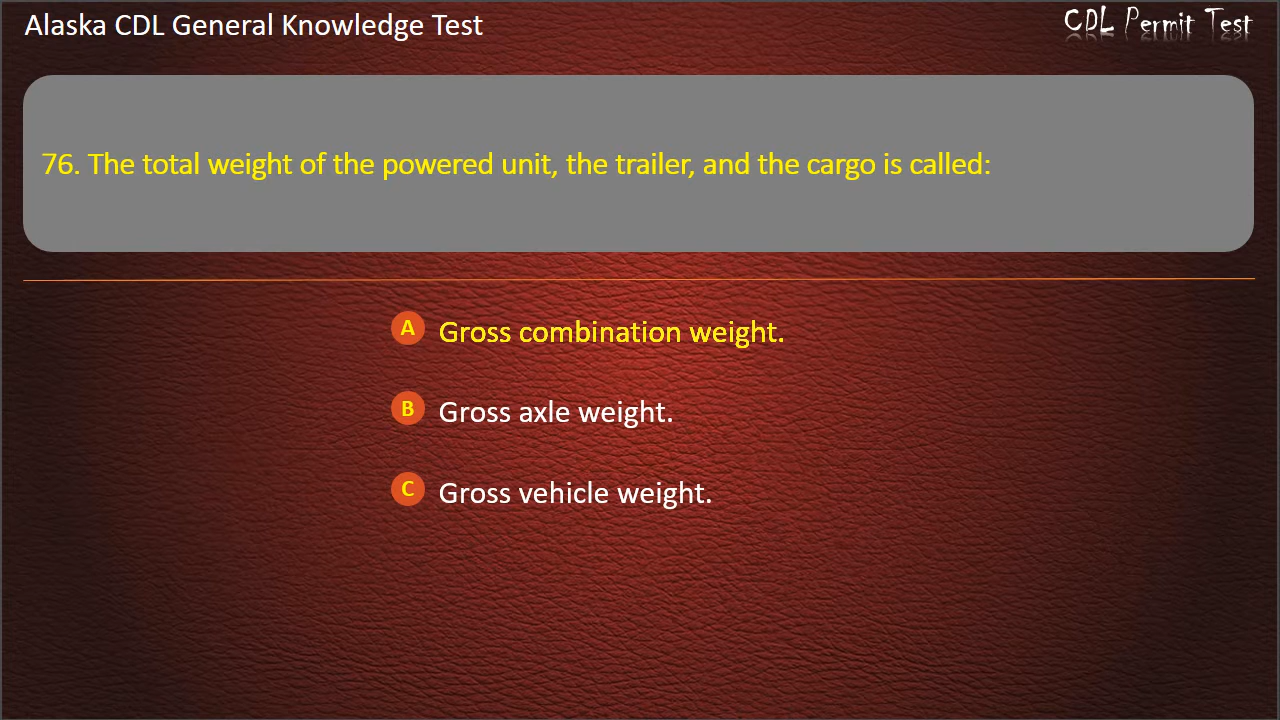 Alaska CDL General Knowledge Test
CDL Permit Test
76. The total weight of the powered unit, the trailer, and the cargo is called:
A Gross combination weight.
B Gross axle weight.
C Gross vehicle weight.